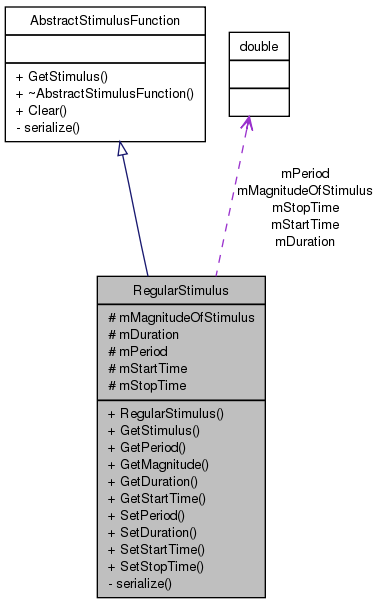 AbstractStimulusFunction
+ GetStimulus()
+ ~AbstractStimulusFunction()
+ Clear()
- serialize()
double
mPeriod
mMagnitudeOfStimulus
mStopTime
mStartTime
mDuration
RegularStimulus
# mMagnitudeOfStimulus
# mDuration
# mPeriod
# mStartTime
# mStopTime
+ RegularStimulus()
+ GetStimulus()
+ GetPeriod()
+ GetMagnitude()
+ GetDuration()
+ GetStartTime()
+ SetPeriod()
+ SetDuration()
+ SetStartTime()
+ SetStopTime()
- serialize()